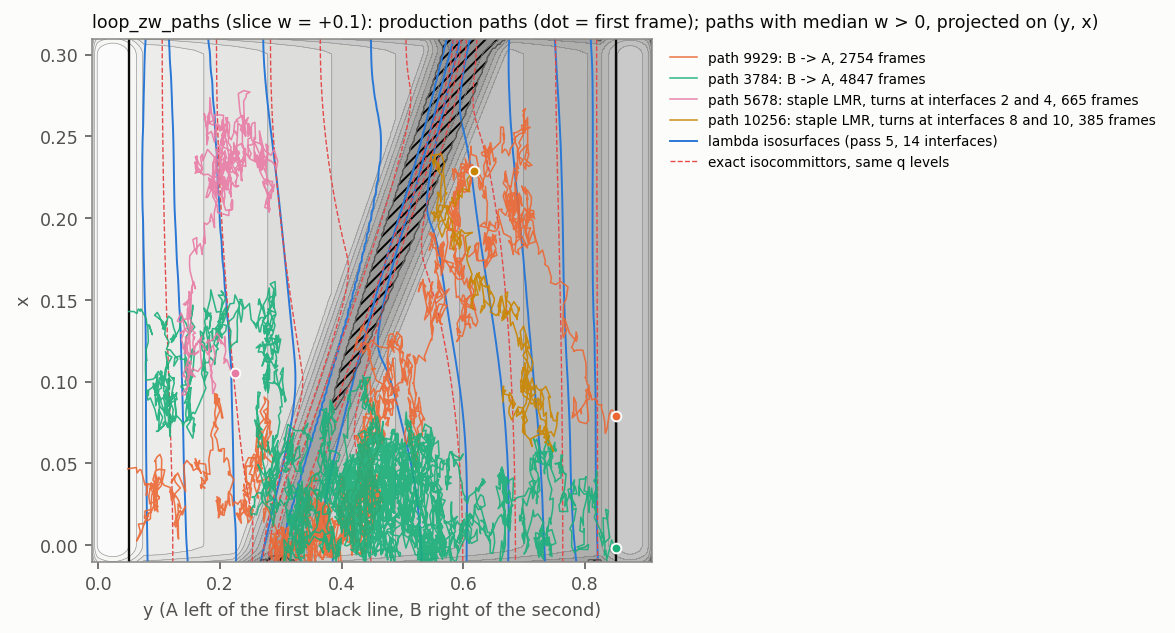 loop_zw_paths (slice w = +0.1): production paths (dot = first frame); paths with median w > 0, projected on (y, x)
path 9929: B -> A, 2754 frames
path 3784: B -> A, 4847 frames
path 5678: staple LMR, turns at interfaces 2 and 4, 665 frames
path 10256: staple LMR, turns at interfaces 8 and 10, 385 frames
lambda isosurfaces (pass 5, 14 interfaces)
exact isocommittors, same q levels
0.30
0.25
0.20
0.15
0.10
0.05
0.00
x
0.0 0.2 0.4 0.6 0.8
y (A left of the first black line, B right of the second)